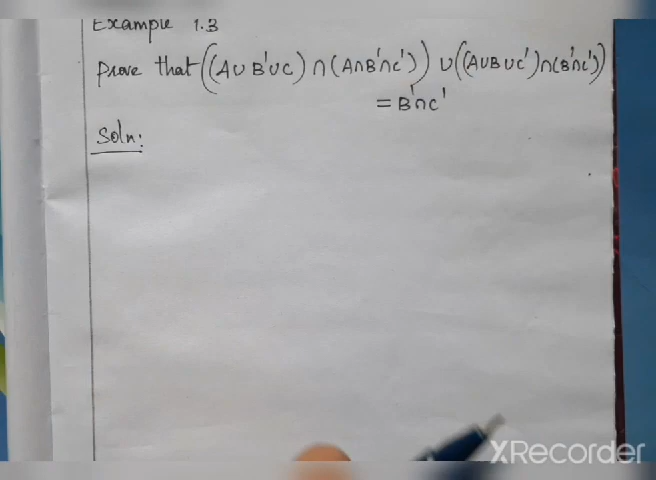 Example 1.3
Prove that ((A∪B'∪C)∩(A∩B'∩C'))∪((A∪B∪C')∩(B'∩C'))
=B'∩C'
Soln:
XRecorder